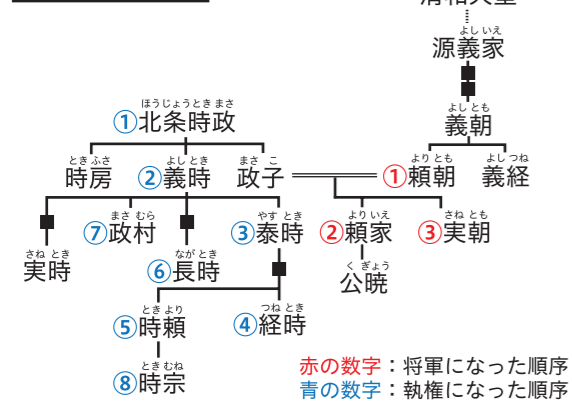 清和天皇
よしいえ
源義家
よしとも
義朝
ほうじょうときまさ
①北条時政
ときふさ よしとき まさこ よりとも よしつね
時房 ②義時 政子 ①頼朝 義経
まさむら やすとき よりいえ さねとも
⑦政村 ③泰時 ②頼家 ③実朝
さねとき ながとき くぎょう
実時 ⑥長時 公暁
ときより つねとき
⑤時頼 ④経時
ときむね
⑧時宗
赤の数字：将軍になった順序
青の数字：執権になった順序